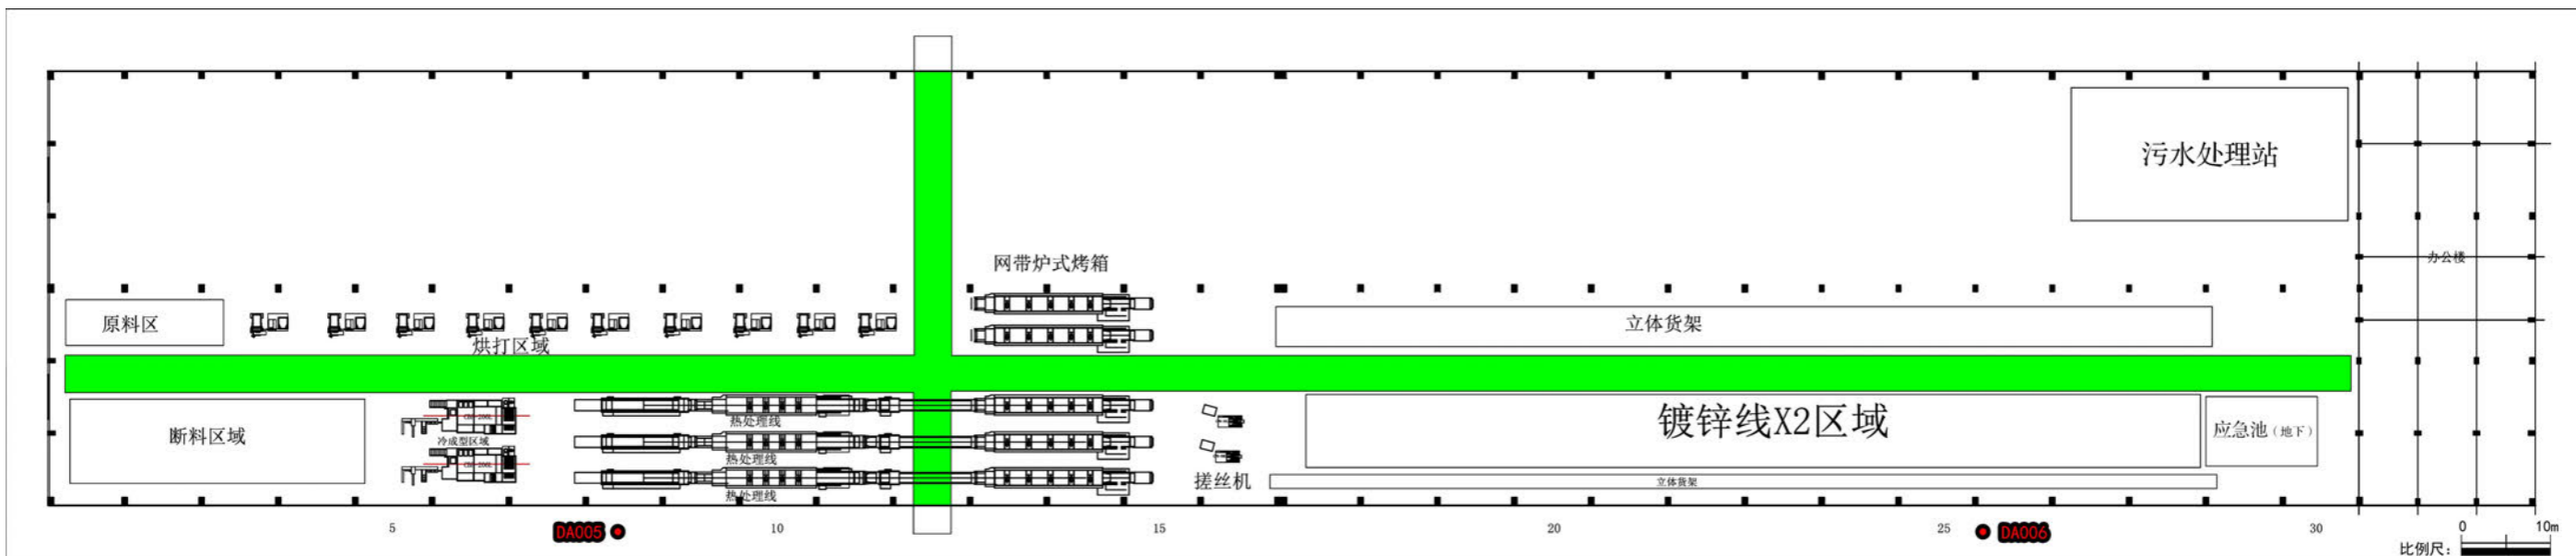 污水处理站
办公楼
网带炉式烤箱
原料区
立体货架
烘打区域
断料区域
冷成型区域
热处理线
热处理线
热处理线
搓丝机
镀锌线X2区域
应急池(地下)
立体货架
5
DA005
10
15
20
25
DA006
30
0 10m
比例尺: